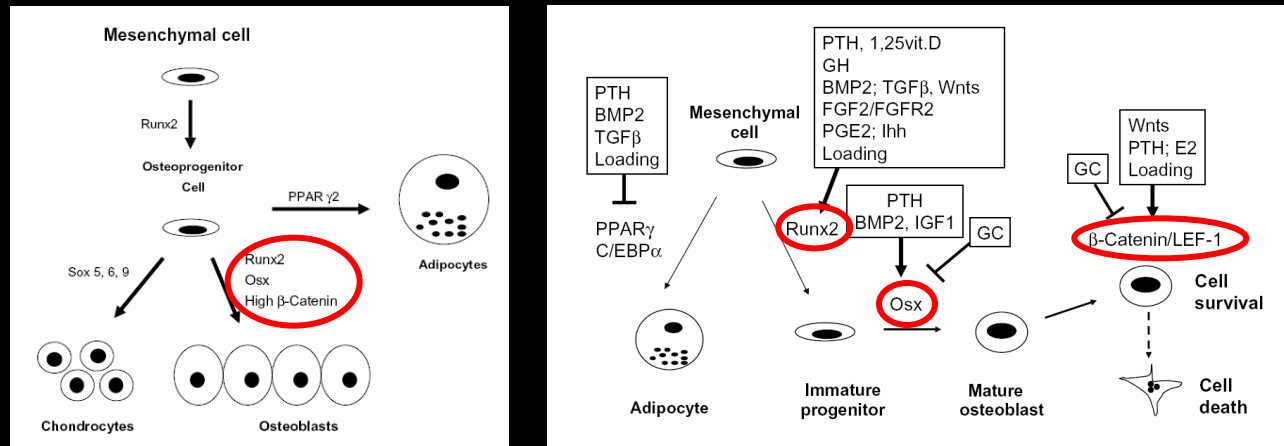 Mesenchymal cell
Runx2
Osteoprogenitor
Cell
PPAR γ2
Adipocytes
Sox 5, 6, 9
Runx2
Osx
High β-Catenin
Chondrocytes
Osteoblasts
PTH
BMP2
TGFβ
Loading
PPARγ
C/EBPα
Mesenchymal
cell
PTH, 1,25vit.D
GH
BMP2; TGFβ, Wnts
FGF2/FGFR2
PGE2; Ihh
Loading
Runx2
PTH
BMP2, IGF1
GC
Osx
Wnts
PTH; E2
Loading
GC
β-Catenin/LEF-1
Cell
survival
Adipocyte
Immature
progenitor
Mature
osteoblast
Cell
death